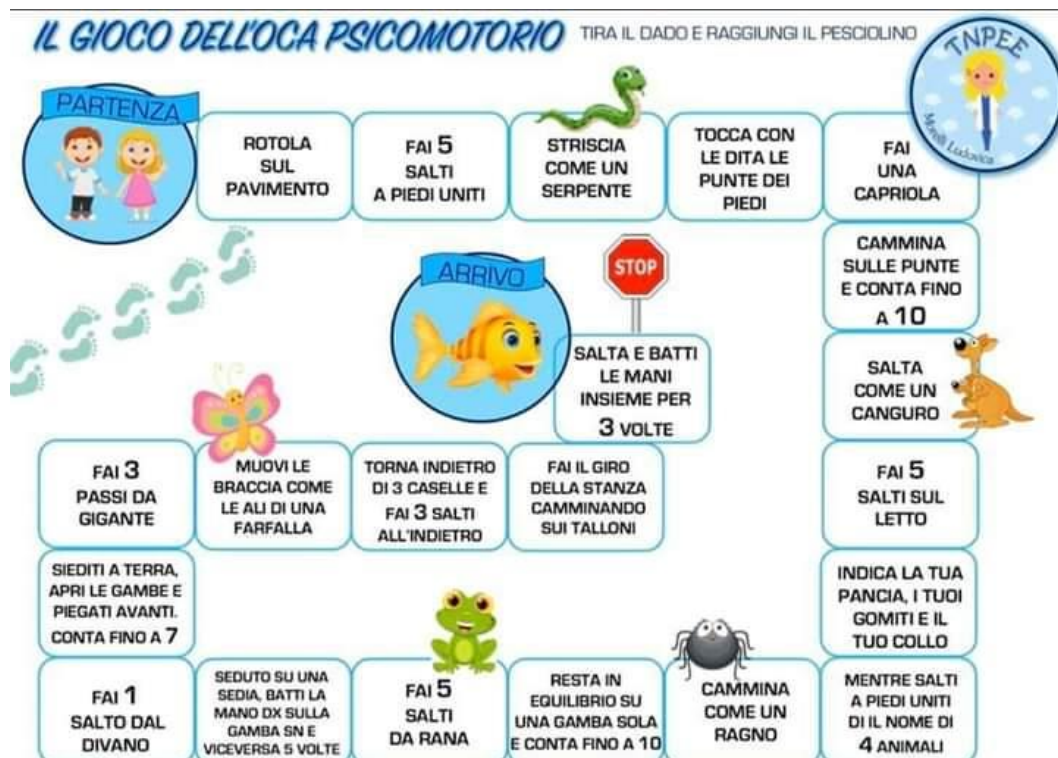 IL GIOCO DELL'OCA PSICOMOTORIO
TIRA IL DADO E RAGGIUNGI IL PESCIOLINO
TNPEE
Morelli Ludovica
PARTENZA
ROTOLA
SUL
PAVIMENTO
FAI 5
SALTI
A PIEDI UNITI
STRISCIA
COME UN
SERPENTE
TOCCA CON
LE DITA LE
PUNTE DEI
PIEDI
FAI
UNA
CAPRIOLA
CAMMINA
SULLE PUNTE
E CONTA FINO
A 10
SALTA
COME UN
CANGURO
FAI 5
SALTI SUL
LETTO
INDICA LA TUA
PANCIA, I TUOI
GOMITI E IL
TUO COLLO
MENTRE SALTI
A PIEDI UNITI
DI IL NOME DI
4 ANIMALI
CAMMINA
COME UN
RAGNO
RESTA IN
EQUILIBRIO SU
UNA GAMBA SOLA
E CONTA FINO A 10
FAI 5
SALTI
DA RANA
SEDUTO SU UNA
SEDIA, BATTI LA
MANO DX SULLA
GAMBA SN E
VICEVERSA 5 VOLTE
FAI 1
SALTO DAL
DIVANO
SIEDITI A TERRA,
APRI LE GAMBE E
PIEGATI AVANTI.
CONTA FINO A 7
FAI 3
PASSI DA
GIGANTE
MUOVI LE
BRACCIA COME
LE ALI DI UNA
FARFALLA
TORNA INDIETRO
DI 3 CASELLE E
FAI 3 SALTI
ALL'INDIETRO
FAI IL GIRO
DELLA STANZA
CAMMINANDO
SUI TALLONI
STOP
SALTA E BATTI
LE MANI
INSIEME PER
3 VOLTE
ARRIVO